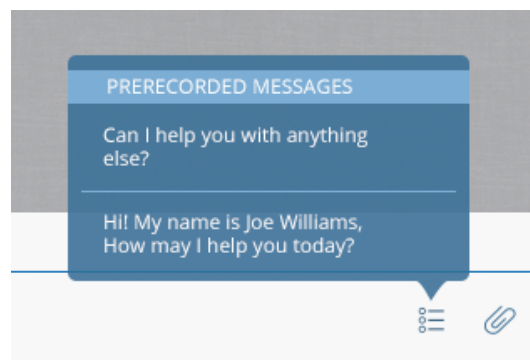 PRERECORDED MESSAGES
Can I help you with anything
else?
Hi! My name is Joe Williams,
How may I help you today?